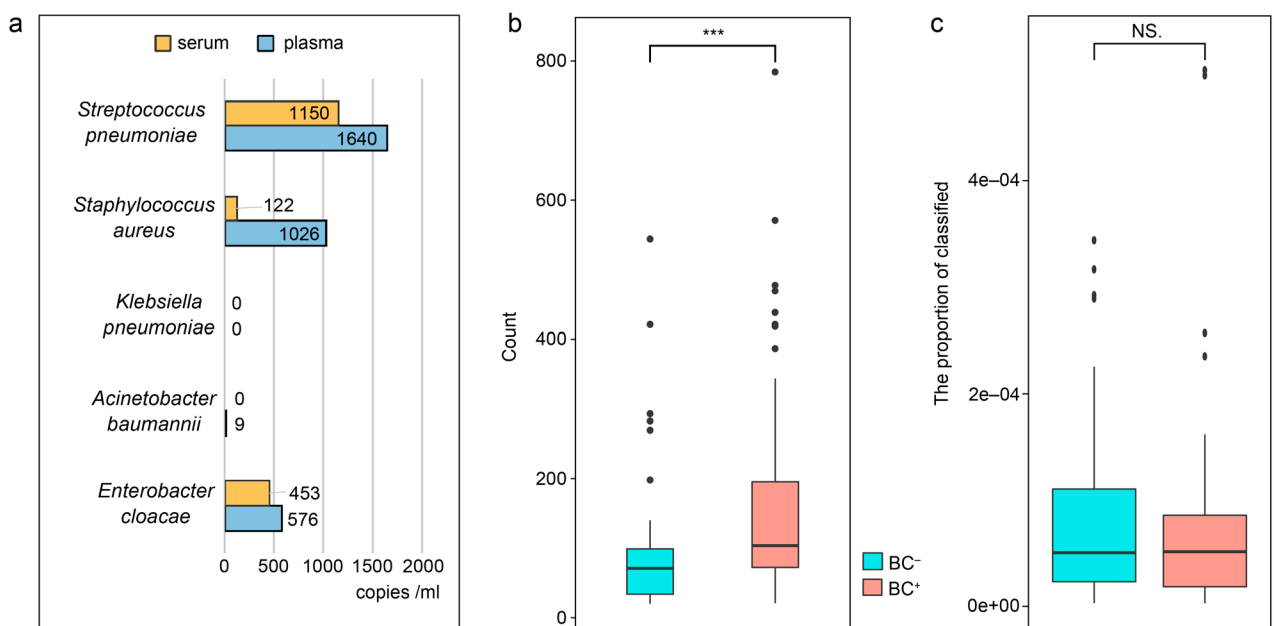 a
serum plasma
Streptococcus
pneumoniae
1150
1640
Staphylococcus
aureus
122
1026
Klebsiella
pneumoniae
0
0
Acinetobacter
baumannii
0
9
Enterobacter
cloacae
453
576
0 500 1000 1500 2000
copies /ml
b
***
800
600
400
200
0
Count
BC⁻
BC⁺
c
NS.
4e–04
2e–04
0e+00
The proportion of classified